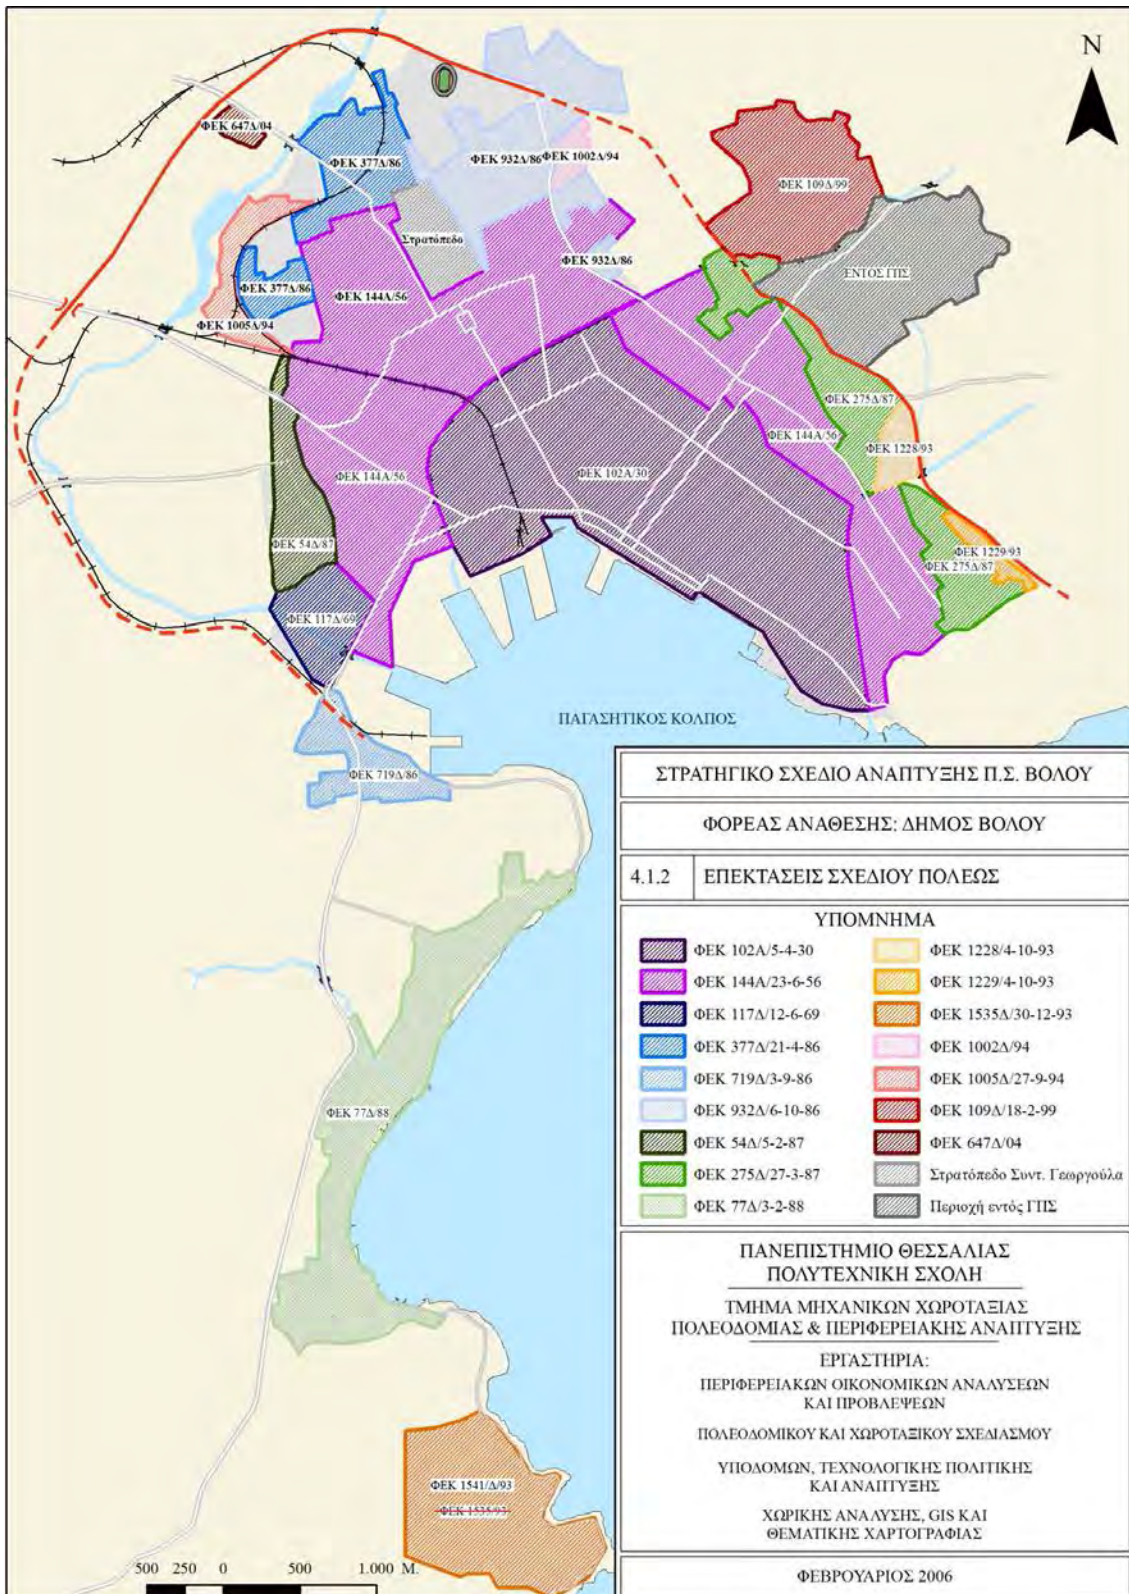 N
ΦΕΚ 647Δ/04
ΦΕΚ 377Δ/86
ΦΕΚ 932Δ/86
ΦΕΚ 1002Δ/94
ΦΕΚ 109Δ/99
Στρατόπεδο
ΦΕΚ 932Δ/86
ΕΝΤΟΣ ΓΠΣ
ΦΕΚ 377Δ/86
ΦΕΚ 144Α/56
ΦΕΚ 1005Δ/94
ΦΕΚ 275Δ/87
ΦΕΚ 144Α/56
ΦΕΚ 1228/93
ΦΕΚ 144Α/56
ΦΕΚ 102Α/30
ΦΕΚ 54Δ/87
ΦΕΚ 1229/93
ΦΕΚ 275Δ/87
ΦΕΚ 117Δ/69
ΠΑΓΑΣΗΤΙΚΟΣ ΚΟΛΠΟΣ
ΦΕΚ 719Δ/86
ΦΕΚ 77Δ/88
ΦΕΚ 1541/Δ/93
ΦΕΚ 1535/93
500 250 0 500 1.000 Μ.
ΣΤΡΑΤΗΓΙΚΟ ΣΧΕΔΙΟ ΑΝΑΠΤΥΞΗΣ Π.Σ. ΒΟΛΟΥ
ΦΟΡΕΑΣ ΑΝΑΘΕΣΗΣ: ΔΗΜΟΣ ΒΟΛΟΥ
4.1.2 ΕΠΕΚΤΑΣΕΙΣ ΣΧΕΔΙΟΥ ΠΟΛΕΩΣ
ΥΠΟΜΝΗΜΑ
ΦΕΚ 102Α/5-4-30
ΦΕΚ 144Α/23-6-56
ΦΕΚ 117Δ/12-6-69
ΦΕΚ 377Δ/21-4-86
ΦΕΚ 719Δ/3-9-86
ΦΕΚ 932Δ/6-10-86
ΦΕΚ 54Δ/5-2-87
ΦΕΚ 275Δ/27-3-87
ΦΕΚ 77Δ/3-2-88
ΦΕΚ 1228/4-10-93
ΦΕΚ 1229/4-10-93
ΦΕΚ 1535Δ/30-12-93
ΦΕΚ 1002Δ/94
ΦΕΚ 1005Δ/27-9-94
ΦΕΚ 109Δ/18-2-99
ΦΕΚ 647Δ/04
Στρατόπεδο Συντ. Γεωργούλα
Περιοχή εντός ΓΠΣ
ΠΑΝΕΠΙΣΤΗΜΙΟ ΘΕΣΣΑΛΙΑΣ
ΠΟΛΥΤΕΧΝΙΚΗ ΣΧΟΛΗ
ΤΜΗΜΑ ΜΗΧΑΝΙΚΩΝ ΧΩΡΟΤΑΞΙΑΣ
ΠΟΛΕΟΔΟΜΙΑΣ & ΠΕΡΙΦΕΡΕΙΑΚΗΣ ΑΝΑΠΤΥΞΗΣ
ΕΡΓΑΣΤΗΡΙΑ:
ΠΕΡΙΦΕΡΕΙΑΚΩΝ ΟΙΚΟΝΟΜΙΚΩΝ ΑΝΑΛΥΣΕΩΝ
ΚΑΙ ΠΡΟΒΛΕΨΕΩΝ
ΠΟΛΕΟΔΟΜΙΚΟΥ ΚΑΙ ΧΩΡΟΤΑΞΙΚΟΥ ΣΧΕΔΙΑΣΜΟΥ
ΥΠΟΔΟΜΩΝ, ΤΕΧΝΟΛΟΓΙΚΗΣ ΠΟΛΙΤΙΚΗΣ
ΚΑΙ ΑΝΑΠΤΥΞΗΣ
ΧΩΡΙΚΗΣ ΑΝΑΛΥΣΗΣ, GIS ΚΑΙ
ΘΕΜΑΤΙΚΗΣ ΧΑΡΤΟΓΡΑΦΙΑΣ
ΦΕΒΡΟΥΑΡΙΟΣ 2006